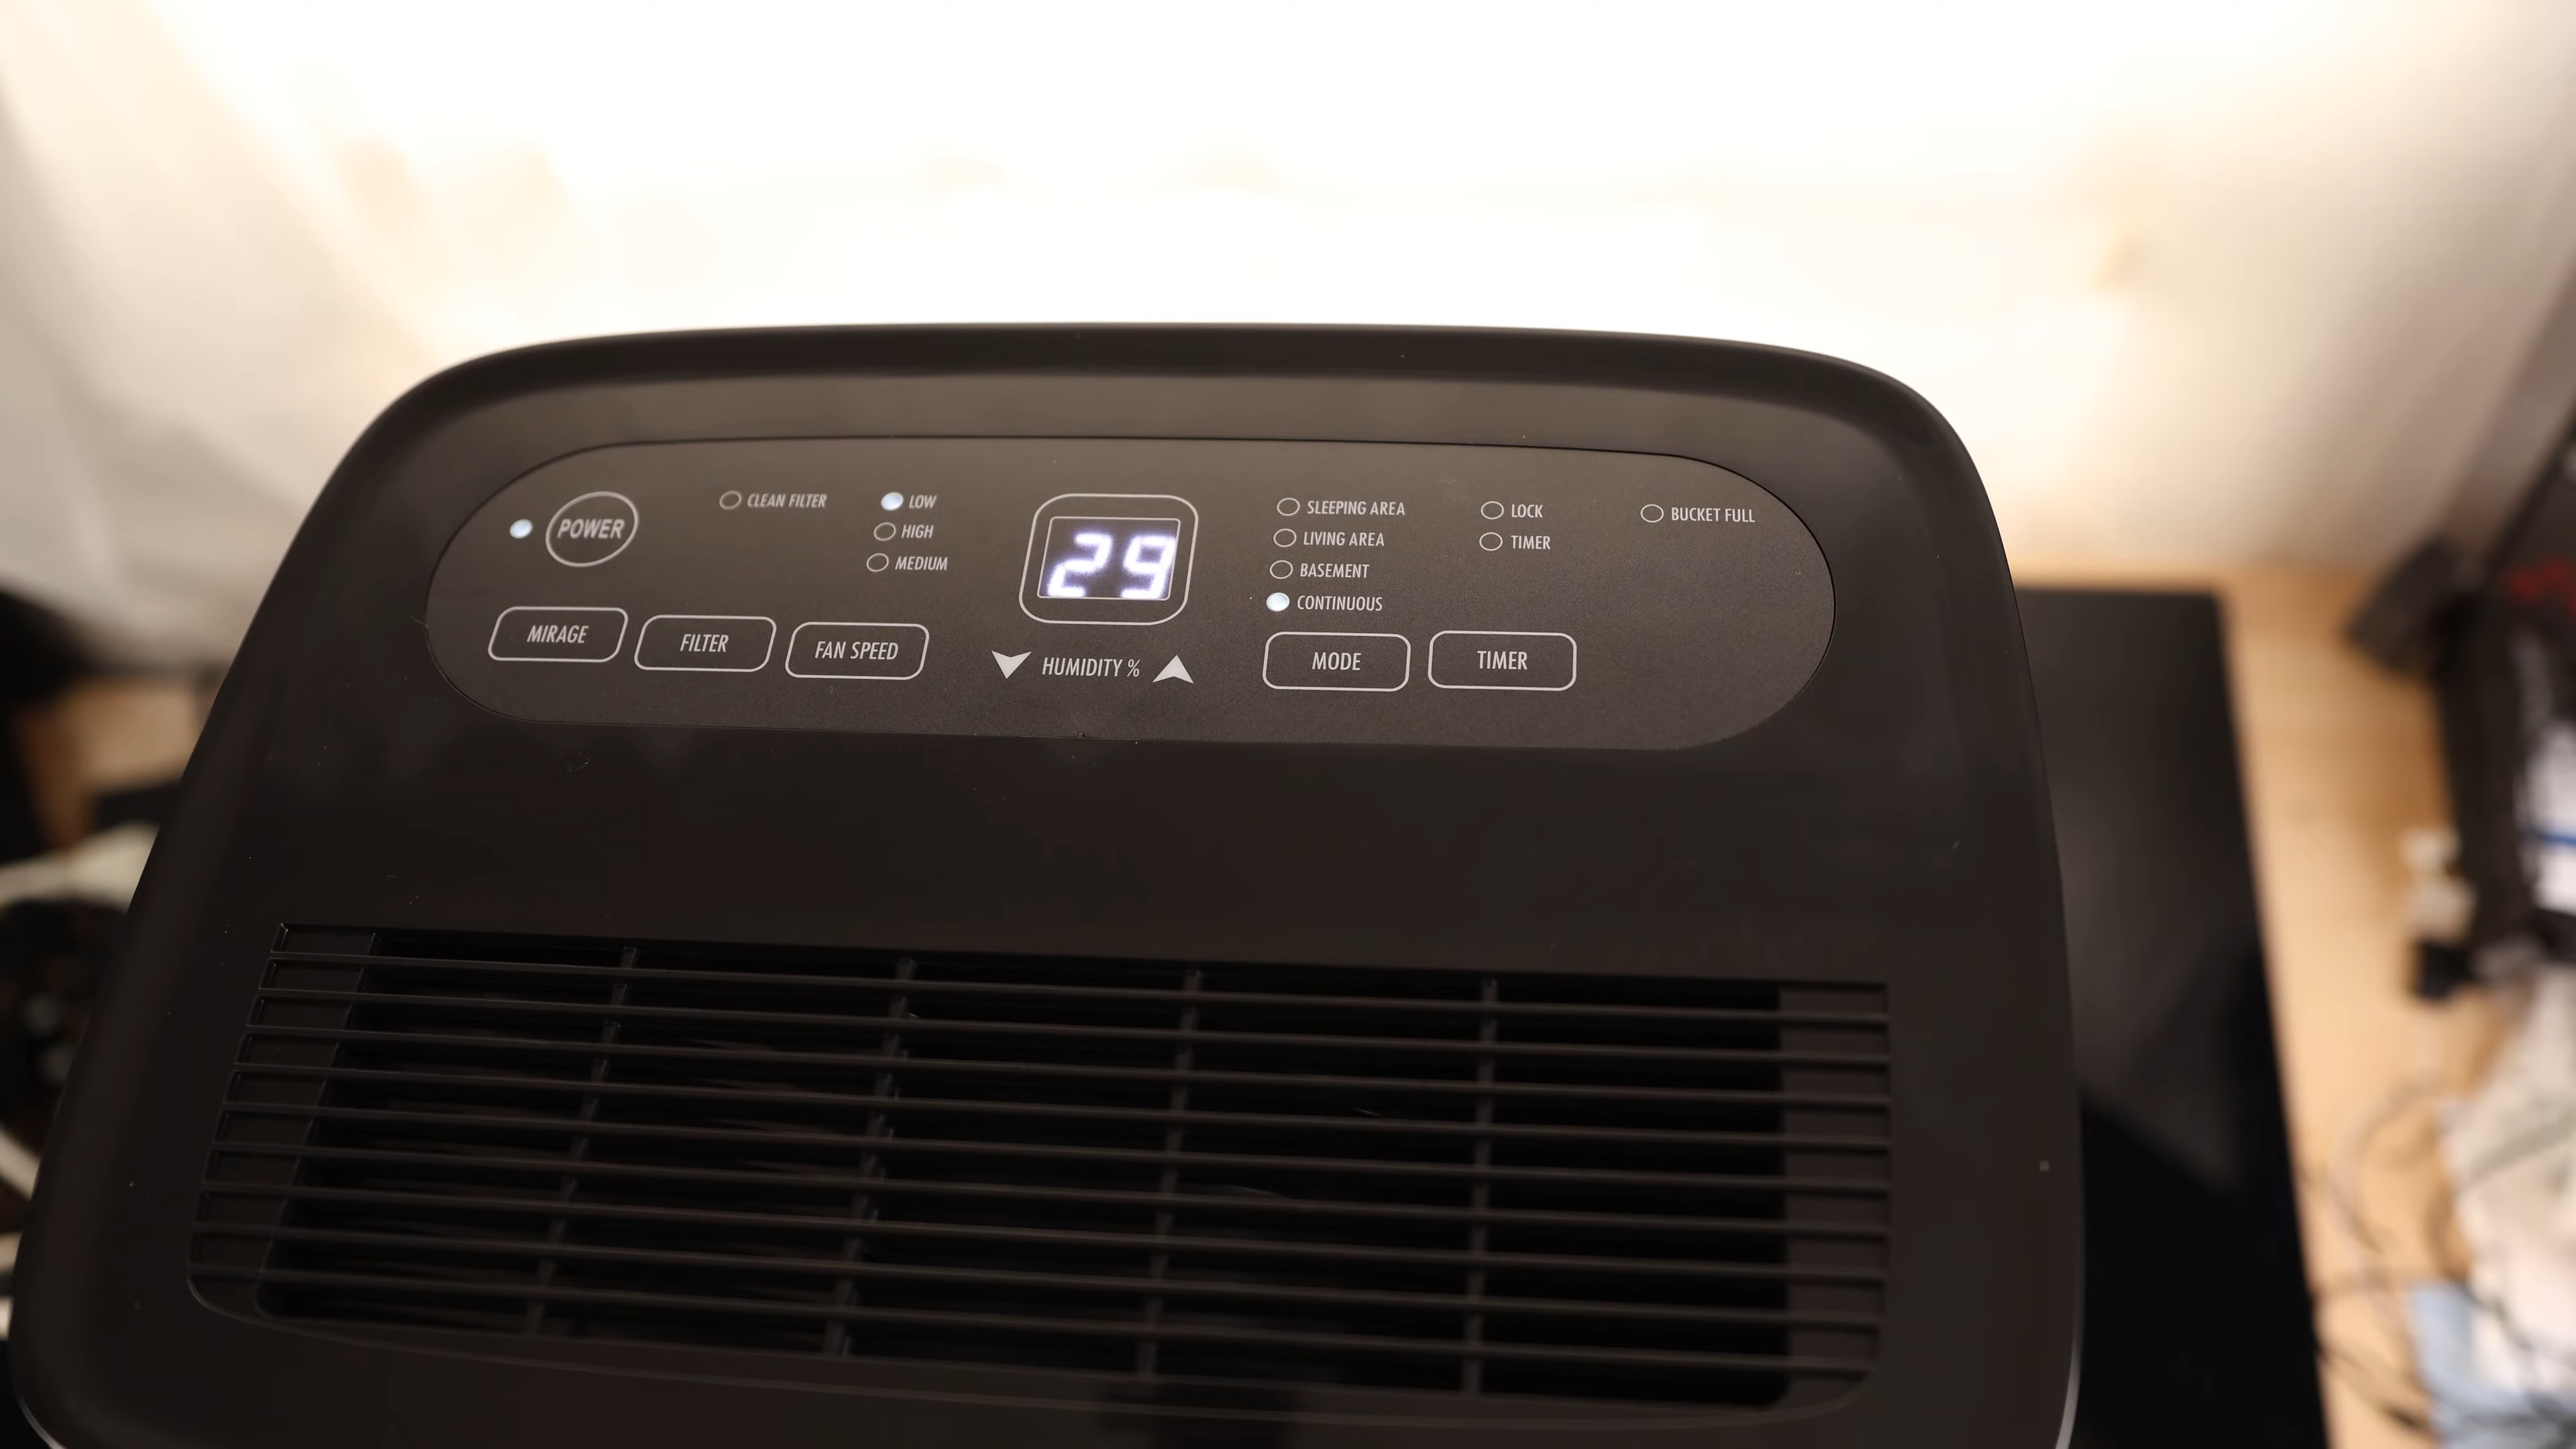 POWER
CLEAN FILTER
LOW
HIGH
MEDIUM
29
SLEEPING AREA
LIVING AREA
BASEMENT
CONTINUOUS
LOCK
TIMER
BUCKET FULL
MIRAGE
FILTER
FAN SPEED
HUMIDITY %
MODE
TIMER